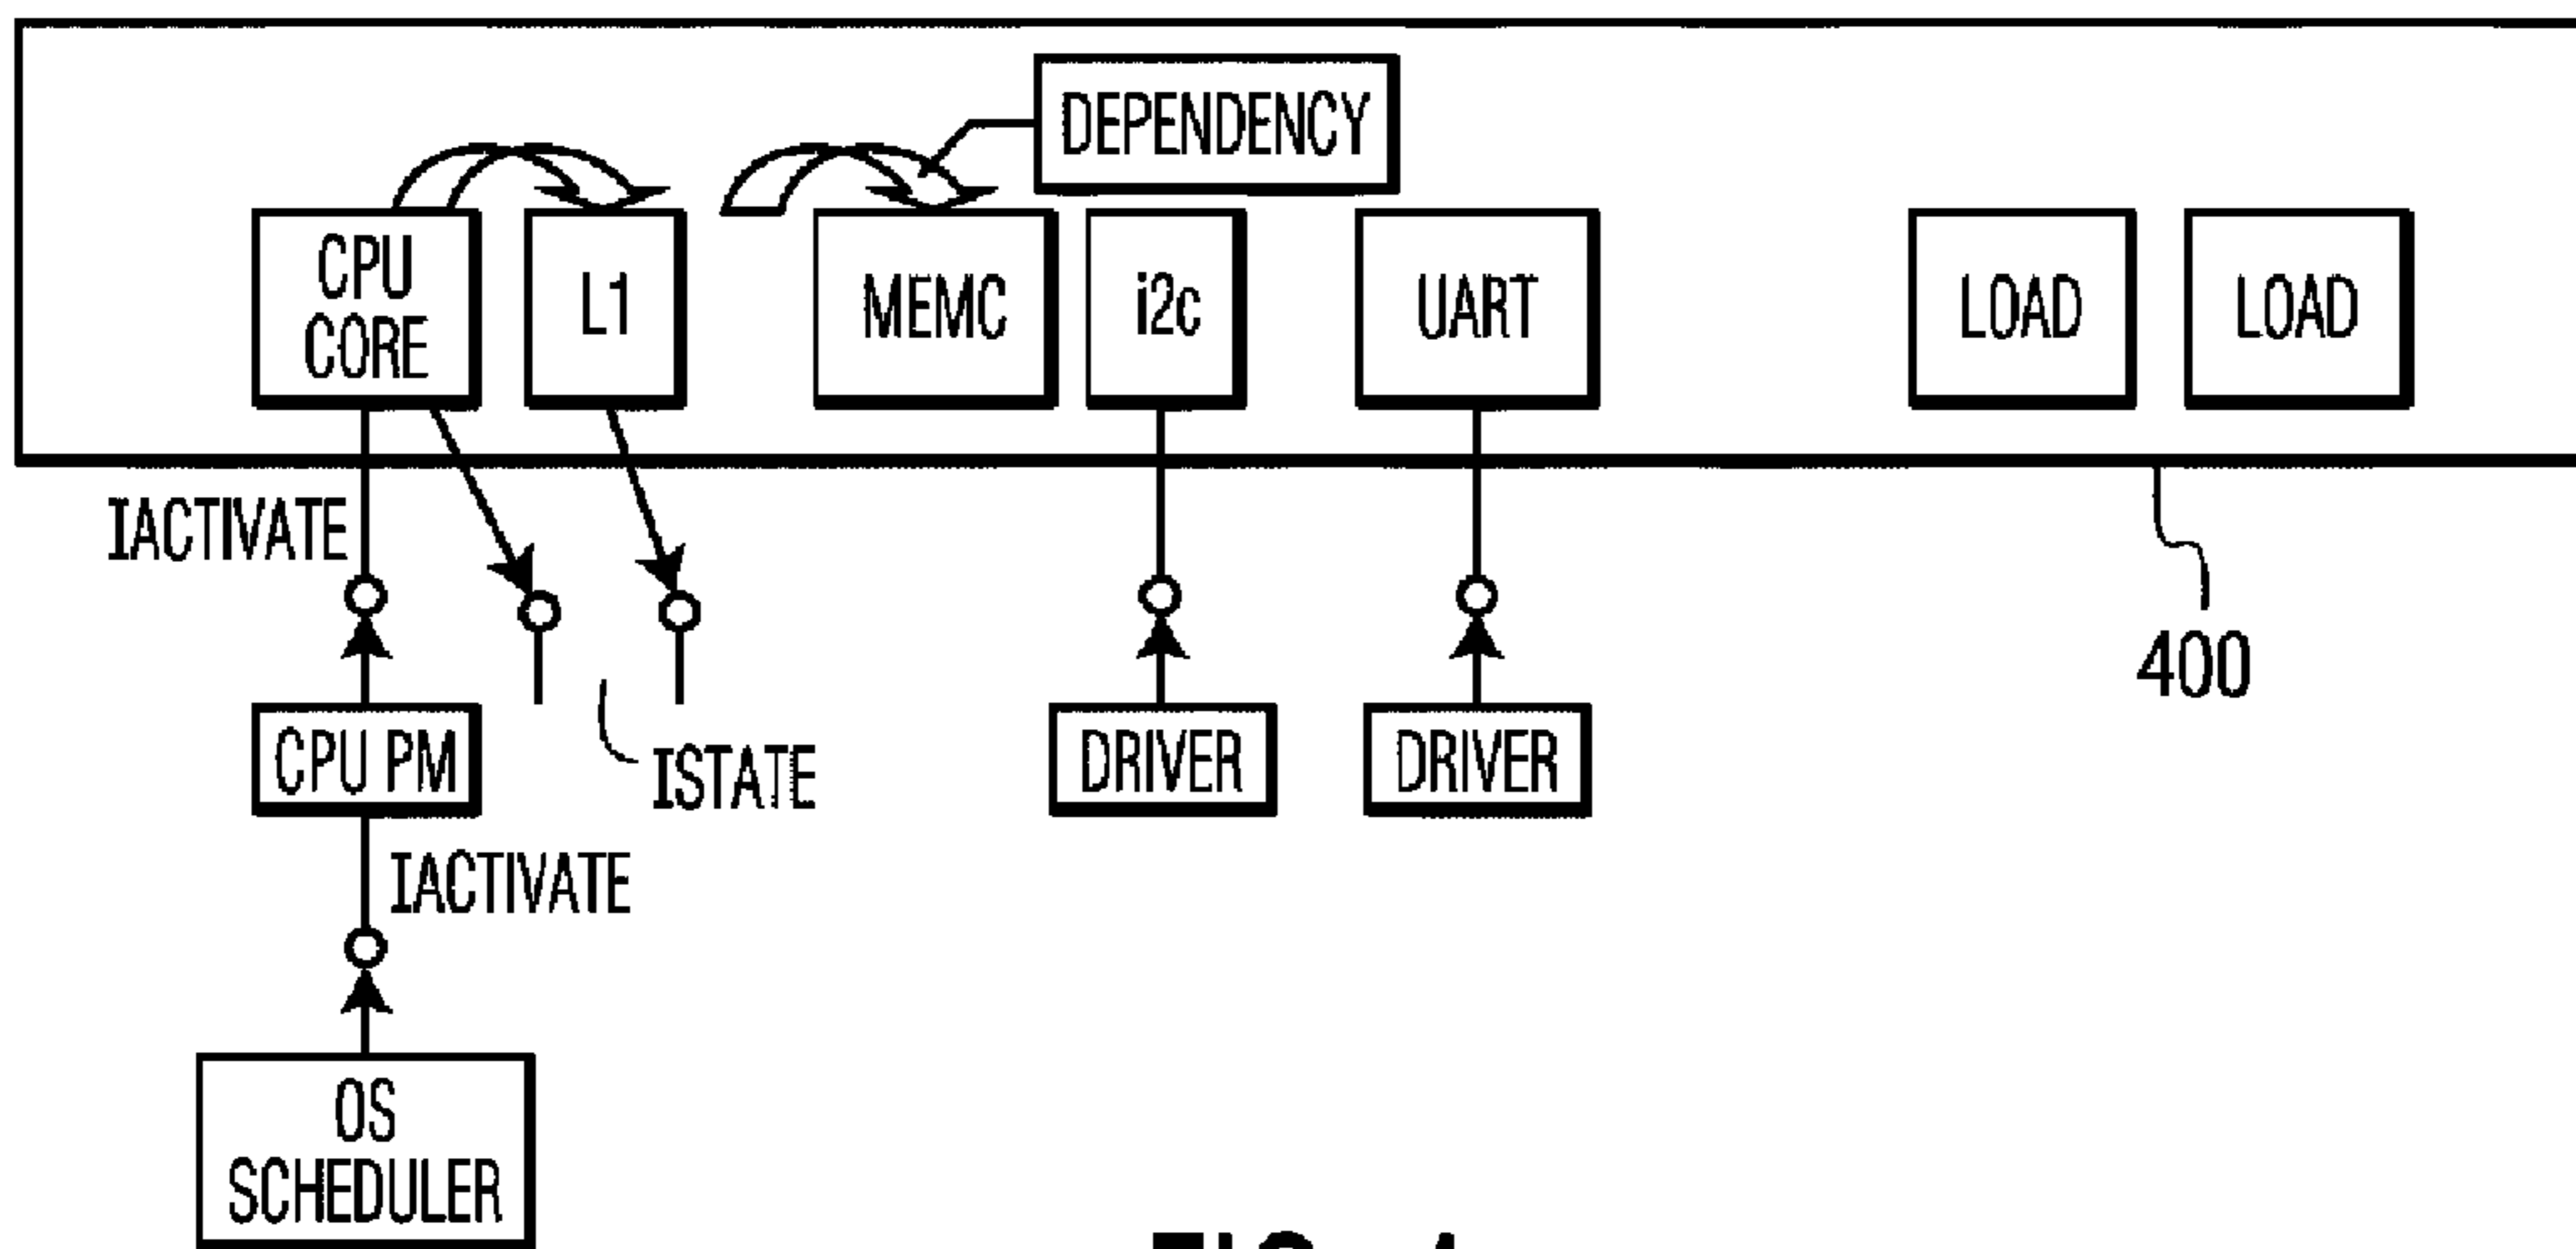 DEPENDENCY
CPU
CORE
L1
MEMC
i2c
UART
LOAD
LOAD
IACTIVATE
400
CPU PM
ISTATE
DRIVER
DRIVER
IACTIVATE
OS
SCHEDULER